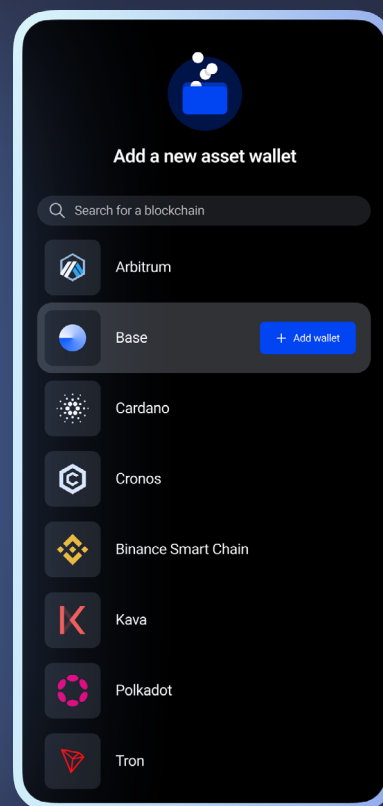 Add a new asset wallet
Search for a blockchain
Arbitrum
Base
+ Add wallet
Cardano
Cronos
Binance Smart Chain
Kava
Polkadot
Tron